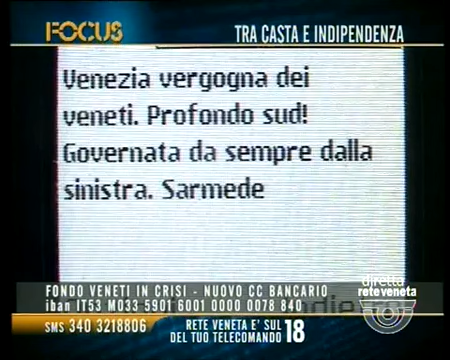 FOCUS
TRA CASTA E INDIPENDENZA
Venezia vergogna dei
veneti. Profondo sud!
Governata da sempre dalla
sinistra. Sarmede
diretta
reteveneta
FONDO VENETI IN CRISI - NUOVO CC BANCARIO
iban IT53 M033 5901 6001 0000 0078 840
SMS 340 3218806
RETE VENETA E' SUL
DEL TUO TELECOMANDO 18